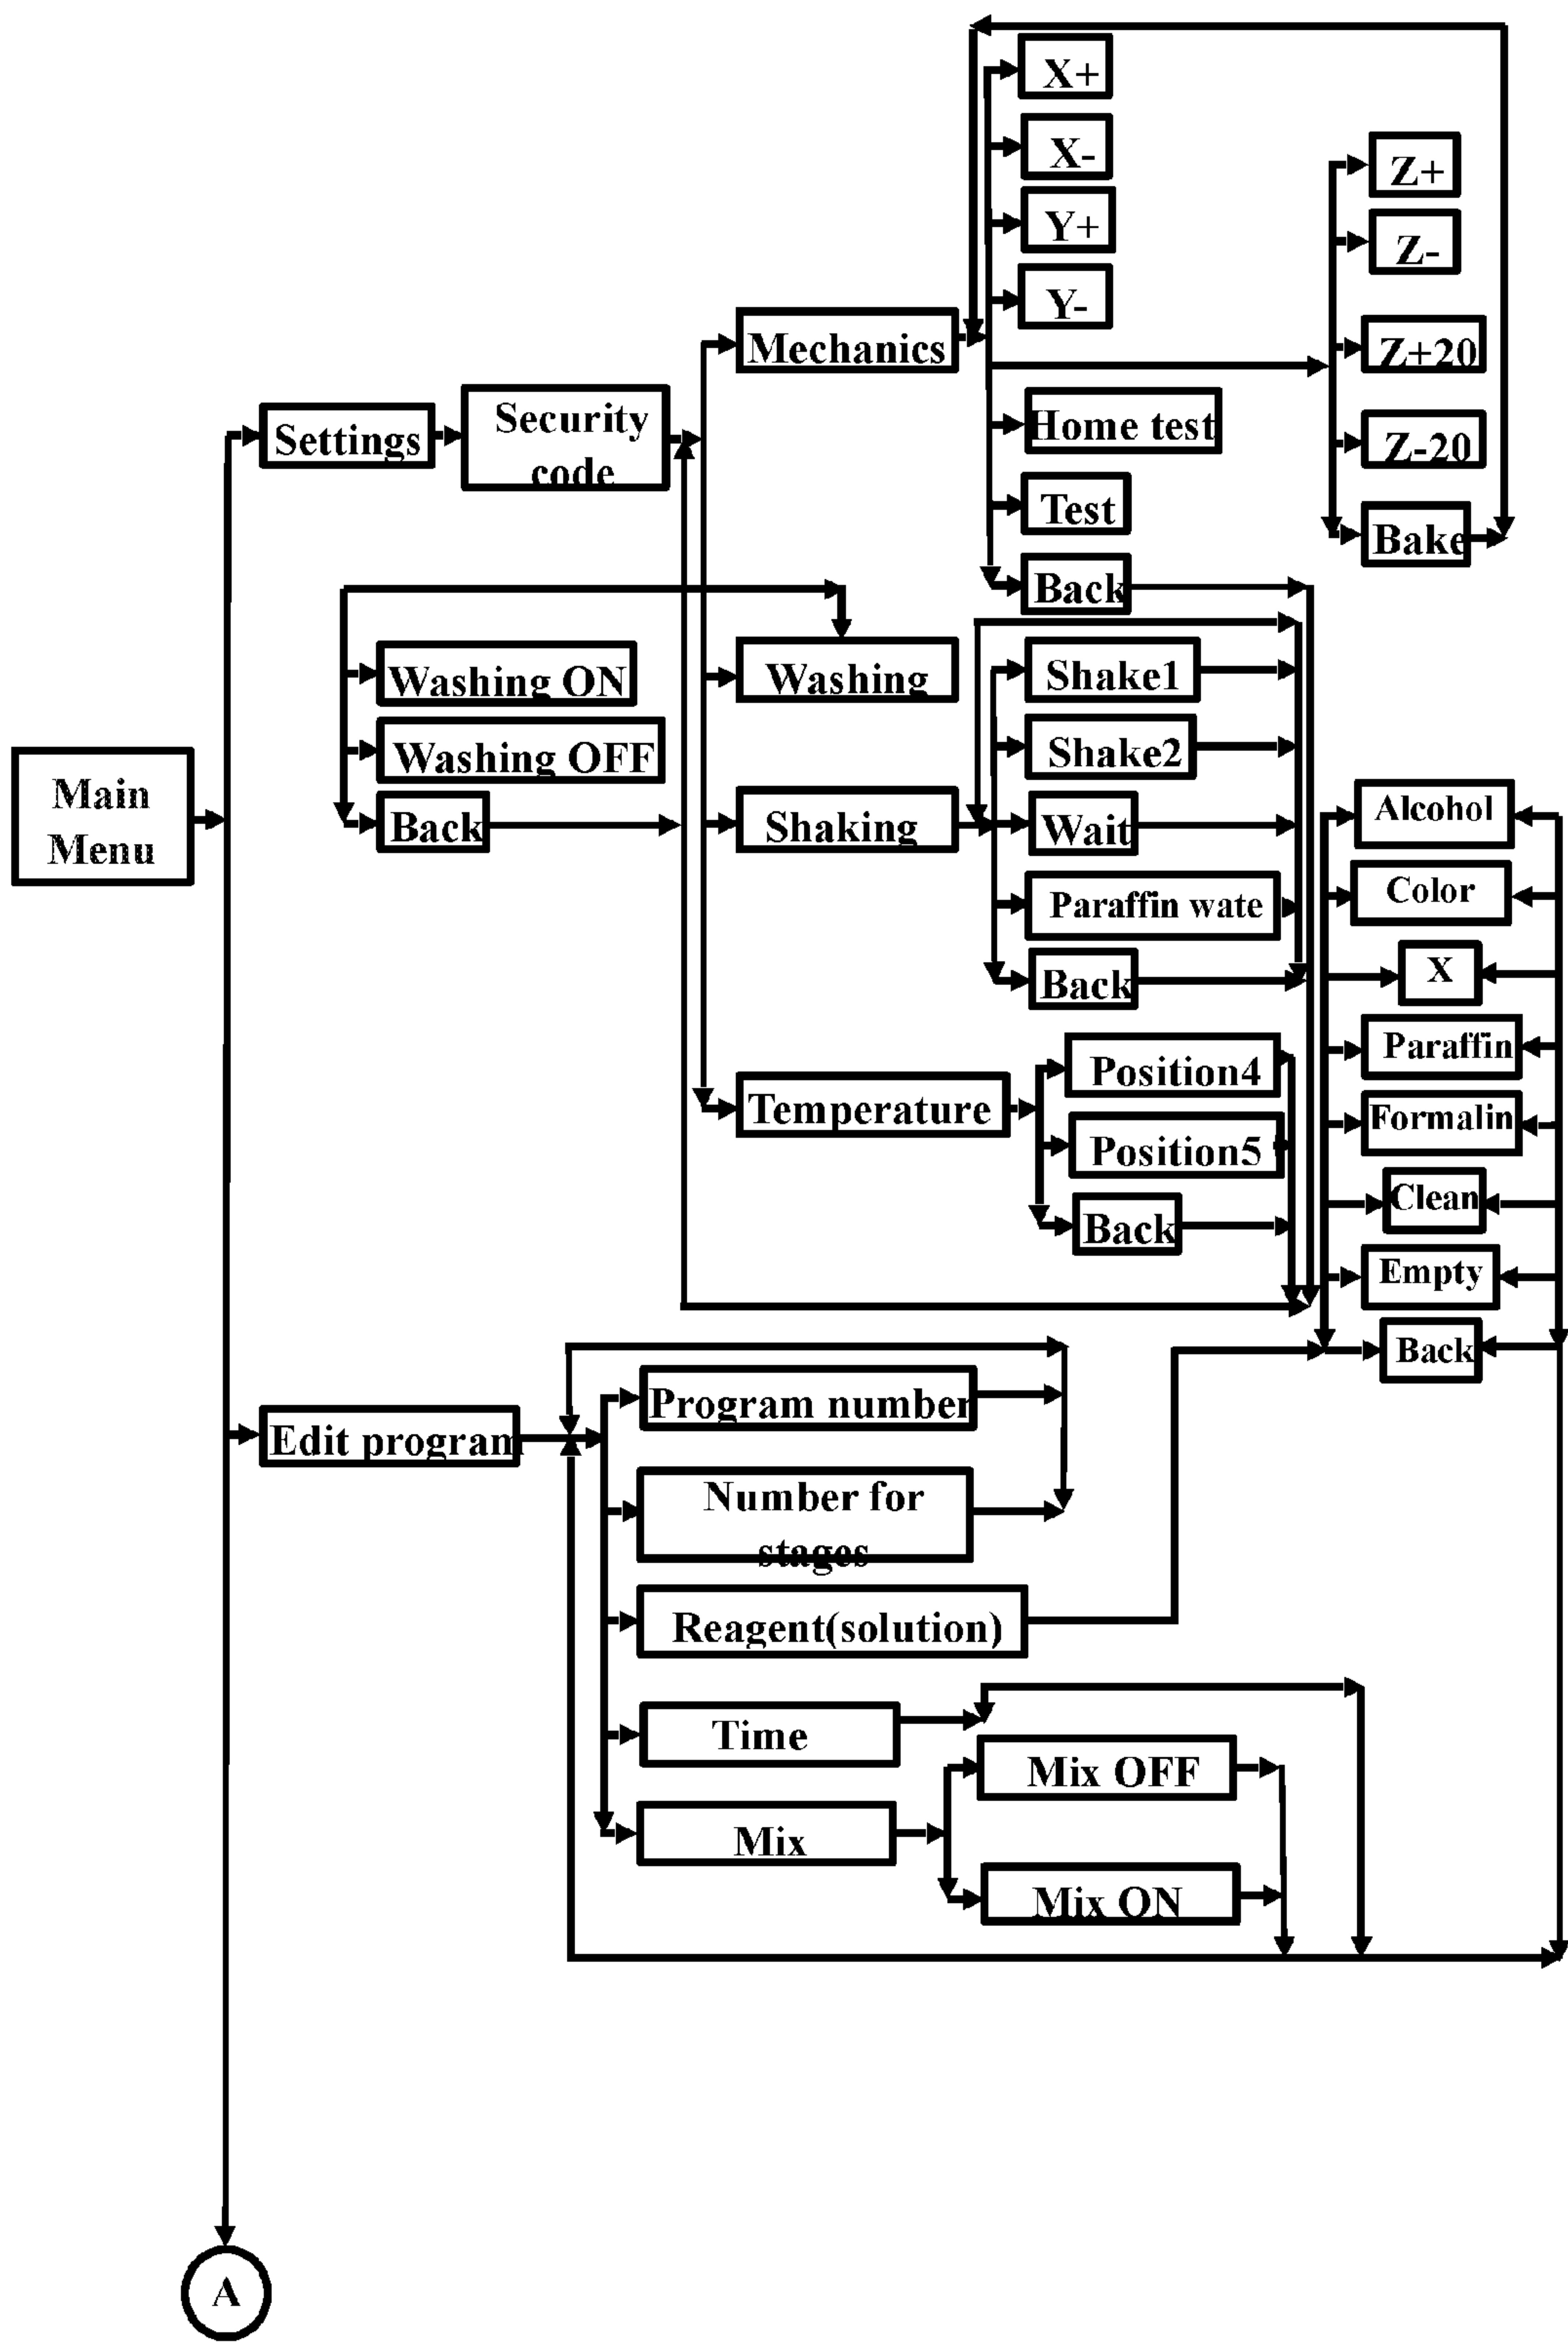 X+
X-
Y+
Y-
Z+
Z-
Z+20
Z-20
Bake
Mechanics
Home test
Test
Back
Settings
Security
code
Washing ON
Washing OFF
Back
Washing
Main
Menu
Shaking
Shake1
Shake2
Wait
Paraffin wate
Back
Temperature
Position4
Position5
Back
Alcohol
Color
X
Paraffin
Formalin
Clean
Empty
Back
Edit program
Program number
Number for
stages
Reagent(solution)
Time
Mix
Mix OFF
Mix ON
A